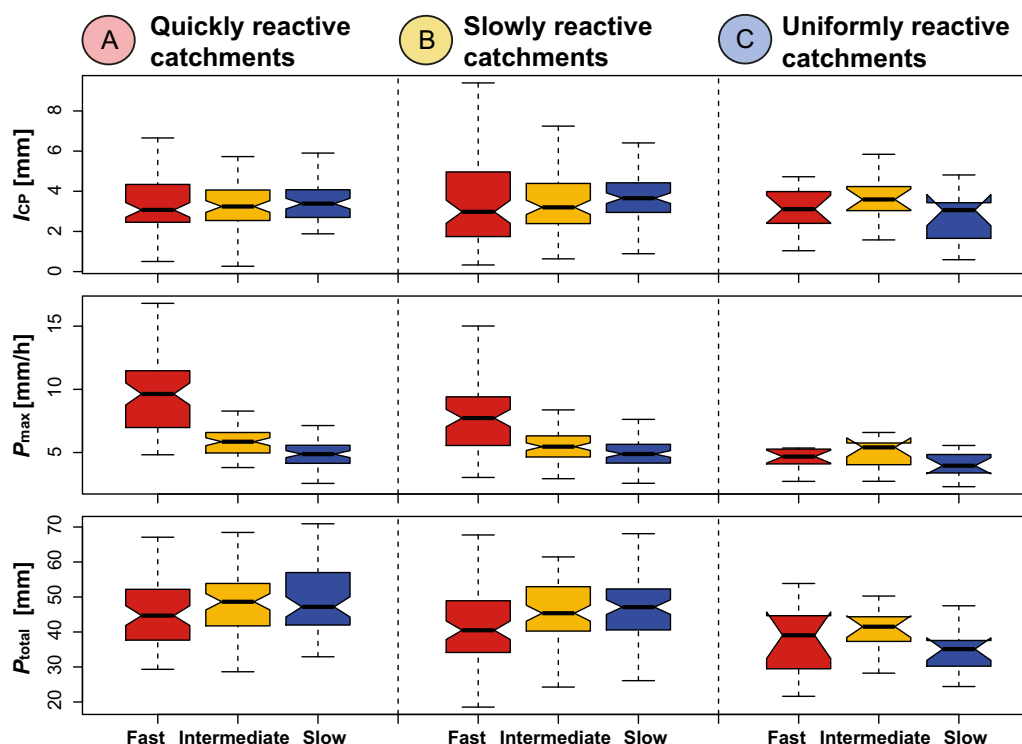 A Quickly reactive catchments
B Slowly reactive catchments
C Uniformly reactive catchments
ICP [mm]
8
6
4
2
0
Pmax [mm/h]
15
10
5
Ptotal [mm]
70
60
50
40
30
20
Fast Intermediate Slow Fast Intermediate Slow Fast Intermediate Slow